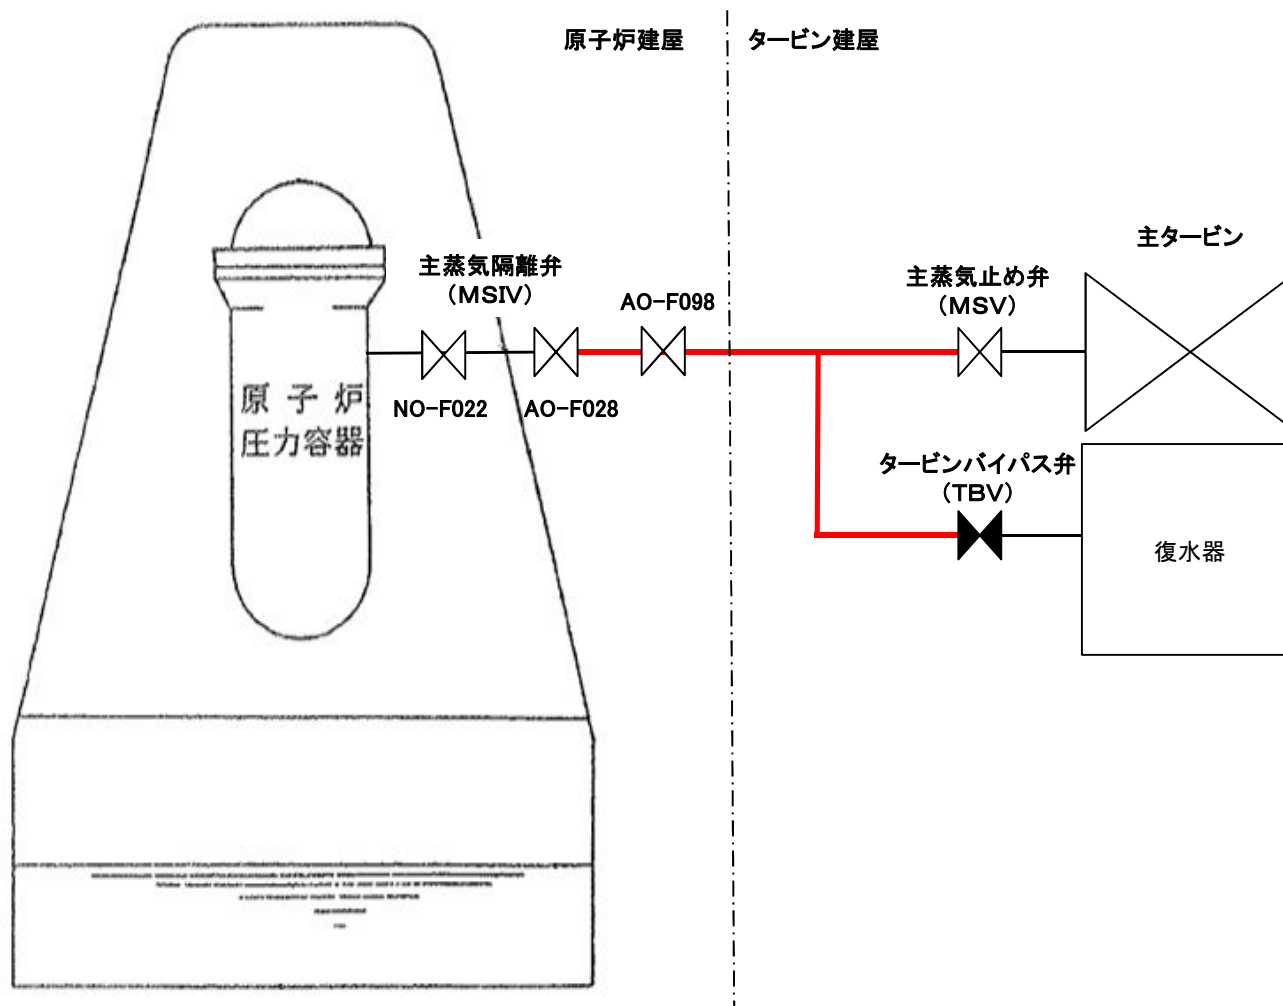 原子炉建屋
タービン建屋
主タービン
主蒸気隔離弁
(MSIV)
AO-F098
主蒸気止め弁
(MSV)
NO-F022
AO-F028
原子炉
圧力容器
タービンバイパス弁
(TBV)
復水器